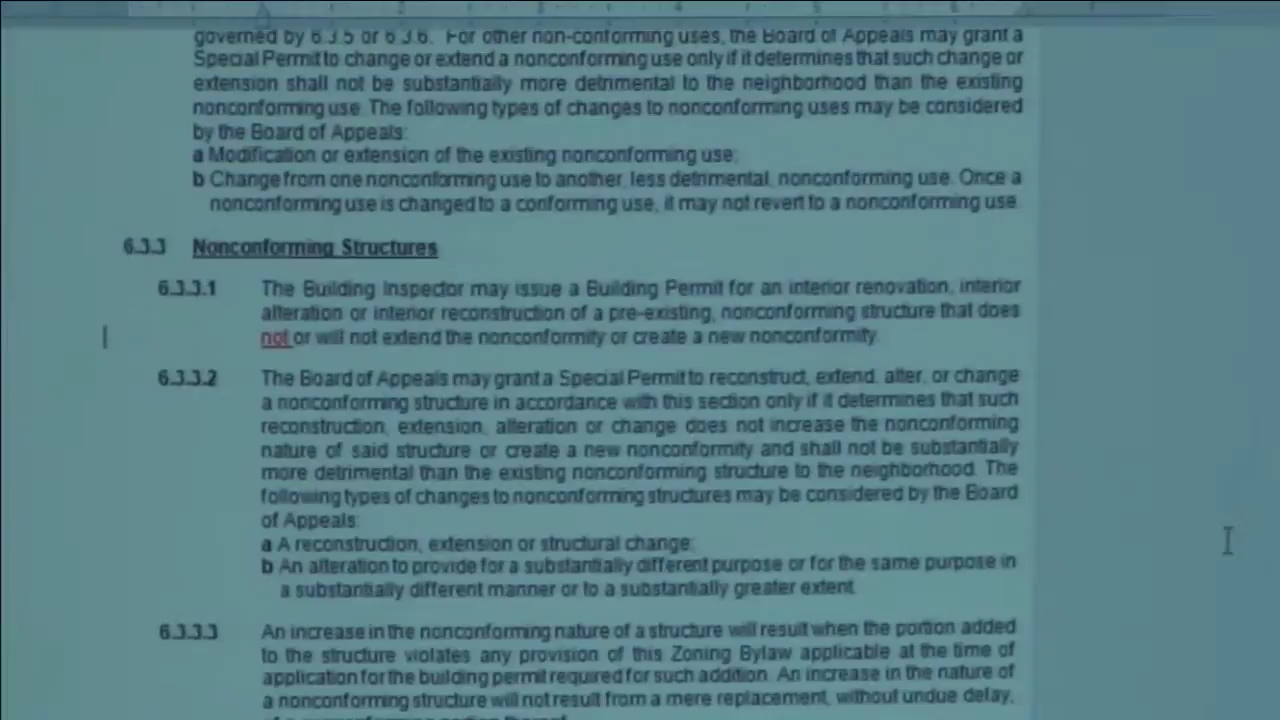 governed by 6.3.5 or 6.3.6. For other non-conforming uses, the Board of Appeals may grant a
Special Permit to change or extend a nonconforming use only if it determines that such change or
extension shall not be substantially more detrimental to the neighborhood than the existing
nonconforming use. The following types of changes to nonconforming uses may be considered
by the Board of Appeals:
a Modification or extension of the existing nonconforming use;
b Change from one nonconforming use to another, less detrimental, nonconforming use. Once a
nonconforming use is changed to a conforming use, it may not revert to a nonconforming use.
6.3.3 Nonconforming Structures
6.3.3.1 The Building Inspector may issue a Building Permit for an interior renovation, interior
alteration or interior reconstruction of a pre-existing, nonconforming structure that does
not or will not extend the nonconformity or create a new nonconformity.
6.3.3.2 The Board of Appeals may grant a Special Permit to reconstruct, extend, alter, or change
a nonconforming structure in accordance with this section only if it determines that such
reconstruction, extension, alteration or change does not increase the nonconforming
nature of said structure or create a new nonconformity and shall not be substantially
more detrimental than the existing nonconforming structure to the neighborhood. The
following types of changes to nonconforming structures may be considered by the Board
of Appeals:
a A reconstruction, extension or structural change;
b An alteration to provide for a substantially different purpose or for the same purpose in
a substantially different manner or to a substantially greater extent.
6.3.3.3 An increase in the nonconforming nature of a structure will result when the portion added
to the structure violates any provision of this Zoning Bylaw applicable at the time of
application for the building permit required for such addition. An increase in the nature of
a nonconforming structure will not result from a mere replacement, without undue delay,